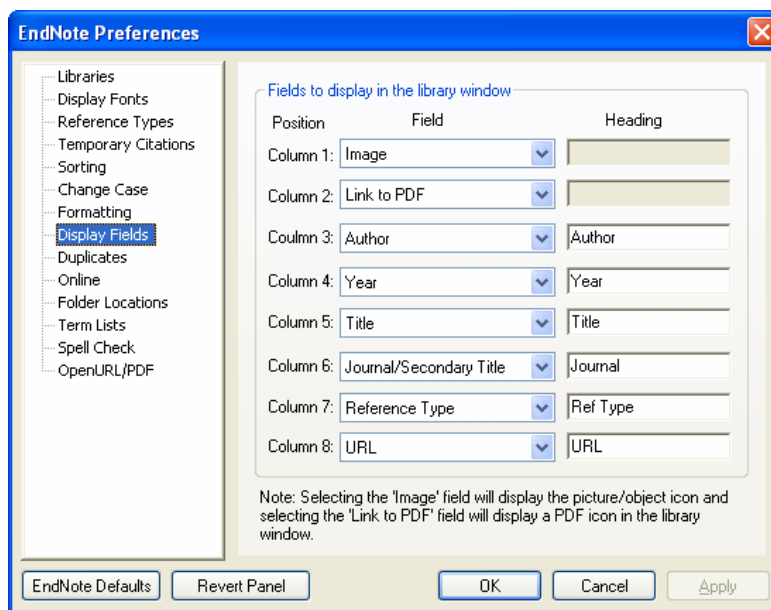 EndNote Preferences
Libraries
Display Fonts
Reference Types
Temporary Citations
Sorting
Change Case
Formatting
Display Fields
Duplicates
Online
Folder Locations
Term Lists
Spell Check
OpenURL/PDF
Fields to display in the library window
Position Field Heading
Column 1: Image
Column 2: Link to PDF
Coulmn 3: Author Author
Column 4: Year Year
Column 5: Title Title
Column 6: Journal/Secondary Title Journal
Column 7: Reference Type Ref Type
Column 8: URL URL
Note: Selecting the 'Image' field will display the picture/object icon and
selecting the 'Link to PDF' field will display a PDF icon in the library
window.
EndNote Defaults Revert Panel OK Cancel Apply